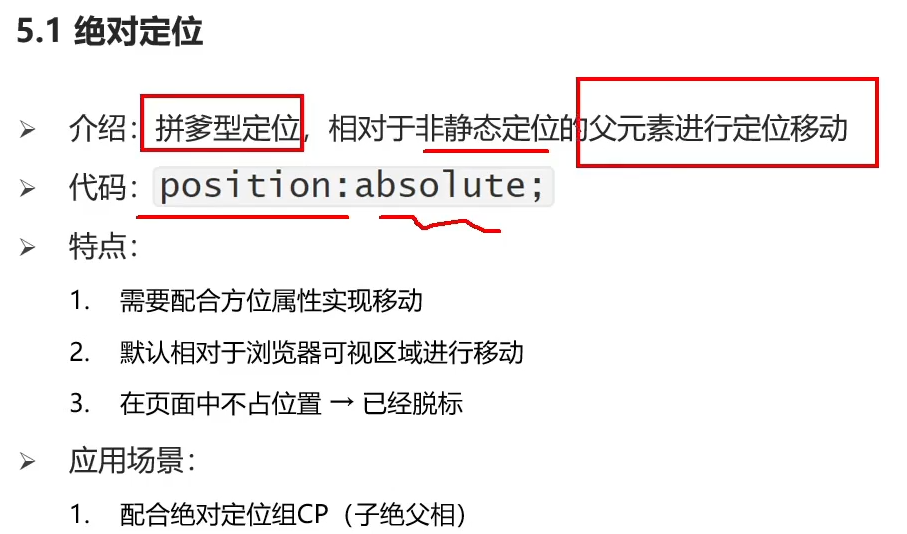 5.1 绝对定位
➢ 介绍：拼爹型定位，相对于非静态定位的父元素进行定位移动
➢ 代码：position:absolute;
➢ 特点：
1. 需要配合方位属性实现移动
2. 默认相对于浏览器可视区域进行移动
3. 在页面中不占位置 → 已经脱标
➢ 应用场景：
1. 配合绝对定位组CP（子绝父相）